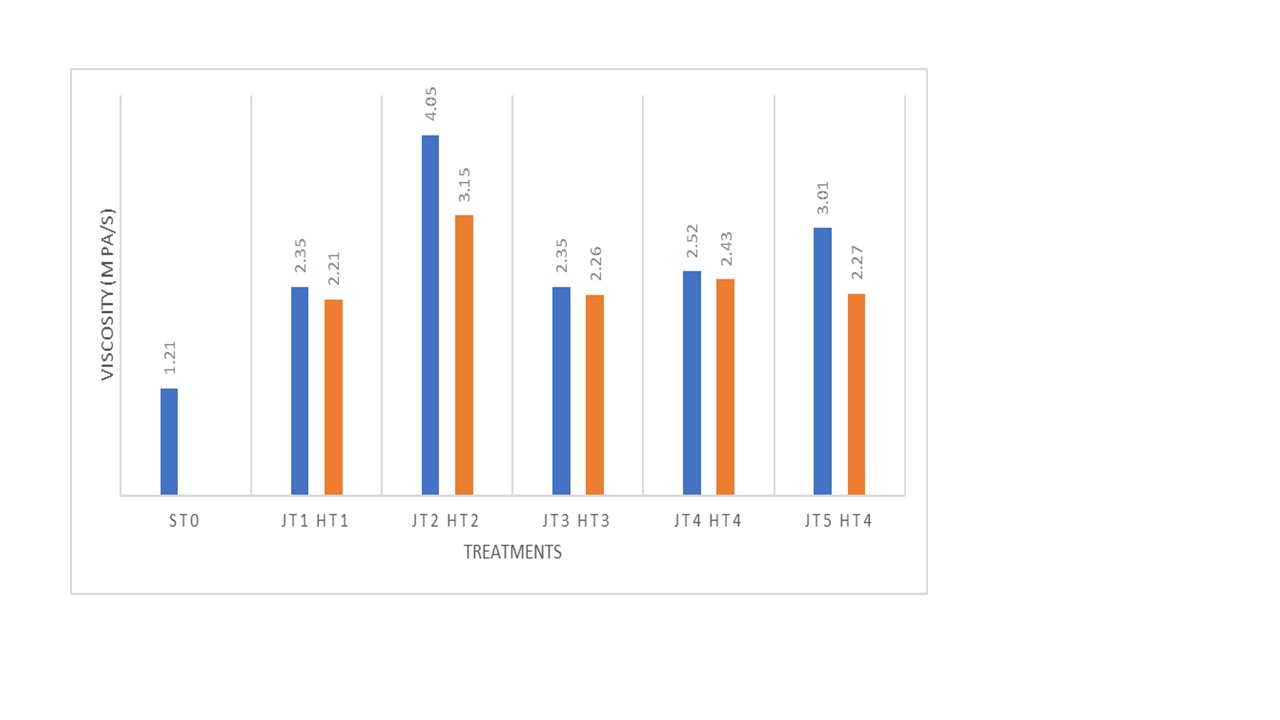 VISCOSITY (M PA/S)
1.21
2.35
2.21
4.05
3.15
2.35
2.26
2.52
2.43
3.01
2.27
ST0
JT1 HT1
JT2 HT2
JT3 HT3
JT4 HT4
JT5 HT4
TREATMENTS